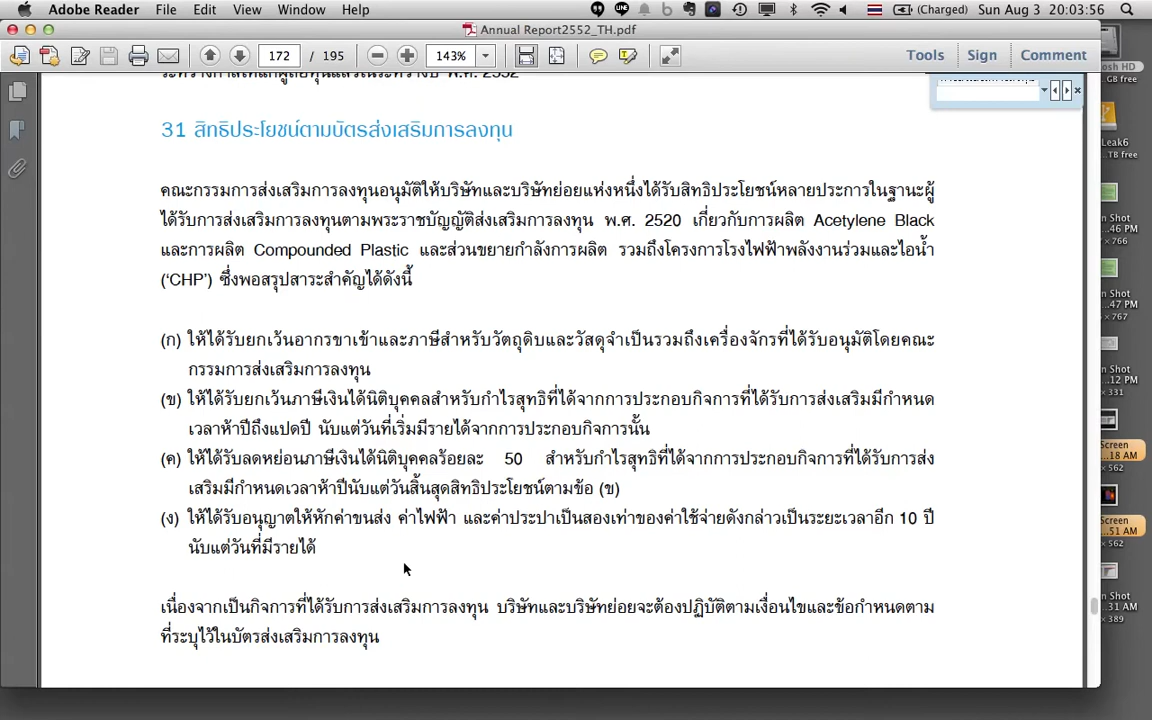 Adobe Reader File Edit View Window Help (Charged) Sun Aug 3 20:03:56
Annual Report2552_TH.pdf
172 / 195 143% Tools Sign Comment
31 สิทธิประโยชน์ตามบัตรส่งเสริมการลงทุน
คณะกรรมการส่งเสริมการลงทุนอนุมัติให้บริษัทและบริษัทย่อยแห่งหนึ่งได้รับสิทธิประโยชน์หลายประการในฐานะผู้
ได้รับการส่งเสริมการลงทุนตามพระราชบัญญัติส่งเสริมการลงทุน พ.ศ. 2520 เกี่ยวกับการผลิต Acetylene Black
และการผลิต Compounded Plastic และส่วนขยายกำลังการผลิต รวมถึงโครงการโรงไฟฟ้าพลังงานร่วมและไอน้ำ
('CHP') ซึ่งพอสรุปสาระสำคัญได้ดังนี้
(ก) ให้ได้รับยกเว้นอากรขาเข้าและภาษีสำหรับวัตถุดิบและวัสดุจำเป็นรวมถึงเครื่องจักรที่ได้รับอนุมัติโดยคณะ
กรรมการส่งเสริมการลงทุน
(ข) ให้ได้รับยกเว้นภาษีเงินได้นิติบุคคลสำหรับกำไรสุทธิที่ได้จากการประกอบกิจการที่ได้รับการส่งเสริมมีกำหนด
เวลาห้าปีถึงแปดปี นับแต่วันที่เริ่มมีรายได้จากการประกอบกิจการนั้น
(ค) ให้ได้รับลดหย่อนภาษีเงินได้นิติบุคคลร้อยละ 50 สำหรับกำไรสุทธิที่ได้จากการประกอบกิจการที่ได้รับการส่ง
เสริมมีกำหนดเวลาห้าปีนับแต่วันสิ้นสุดสิทธิประโยชน์ตามข้อ (ข)
(ง) ให้ได้รับอนุญาตให้หักค่าขนส่ง ค่าไฟฟ้า และค่าประปาเป็นสองเท่าของค่าใช้จ่ายดังกล่าวเป็นระยะเวลาอีก 10 ปี
นับแต่วันที่มีรายได้
เนื่องจากเป็นกิจการที่ได้รับการส่งเสริมการลงทุน บริษัทและบริษัทย่อยจะต้องปฏิบัติตามเงื่อนไขและข้อกำหนดตาม
ที่ระบุไว้ในบัตรส่งเสริมการลงทุน
osh HD
GB free
Leak6
TB free
n Shot
.46 PM
× 766
n Shot
.47 PM
× 767
n Shot
.12 PM
× 331
Screen
.18 AM
× 562
Screen
.51 AM
× 562
n Shot
.31 AM
× 389